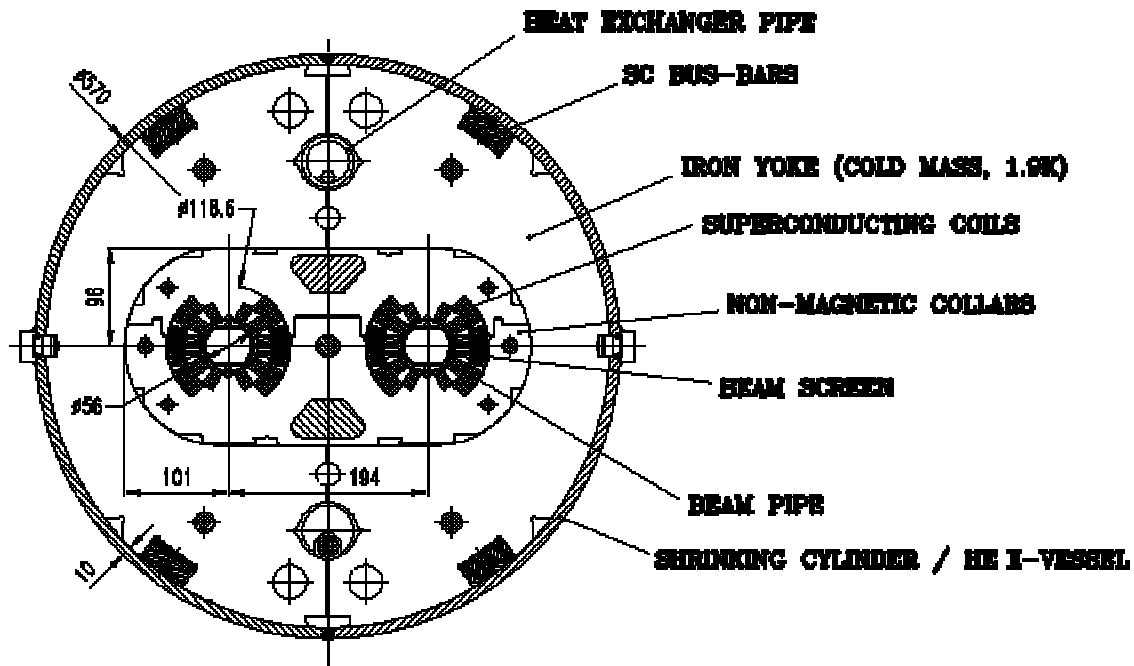 HEAT EXCHANGER PIPE
SC BUS-BARS
ø570
IRON YOKE (COLD MASS, 1.9K)
ø118.6
SUPERCONDUCTING COILS
96
NON-MAGNETIC COLLARS
BEAM SCREEN
ø56
101
194
BEAM PIPE
10
SHRINKING CYLINDER / HE II-VESSEL